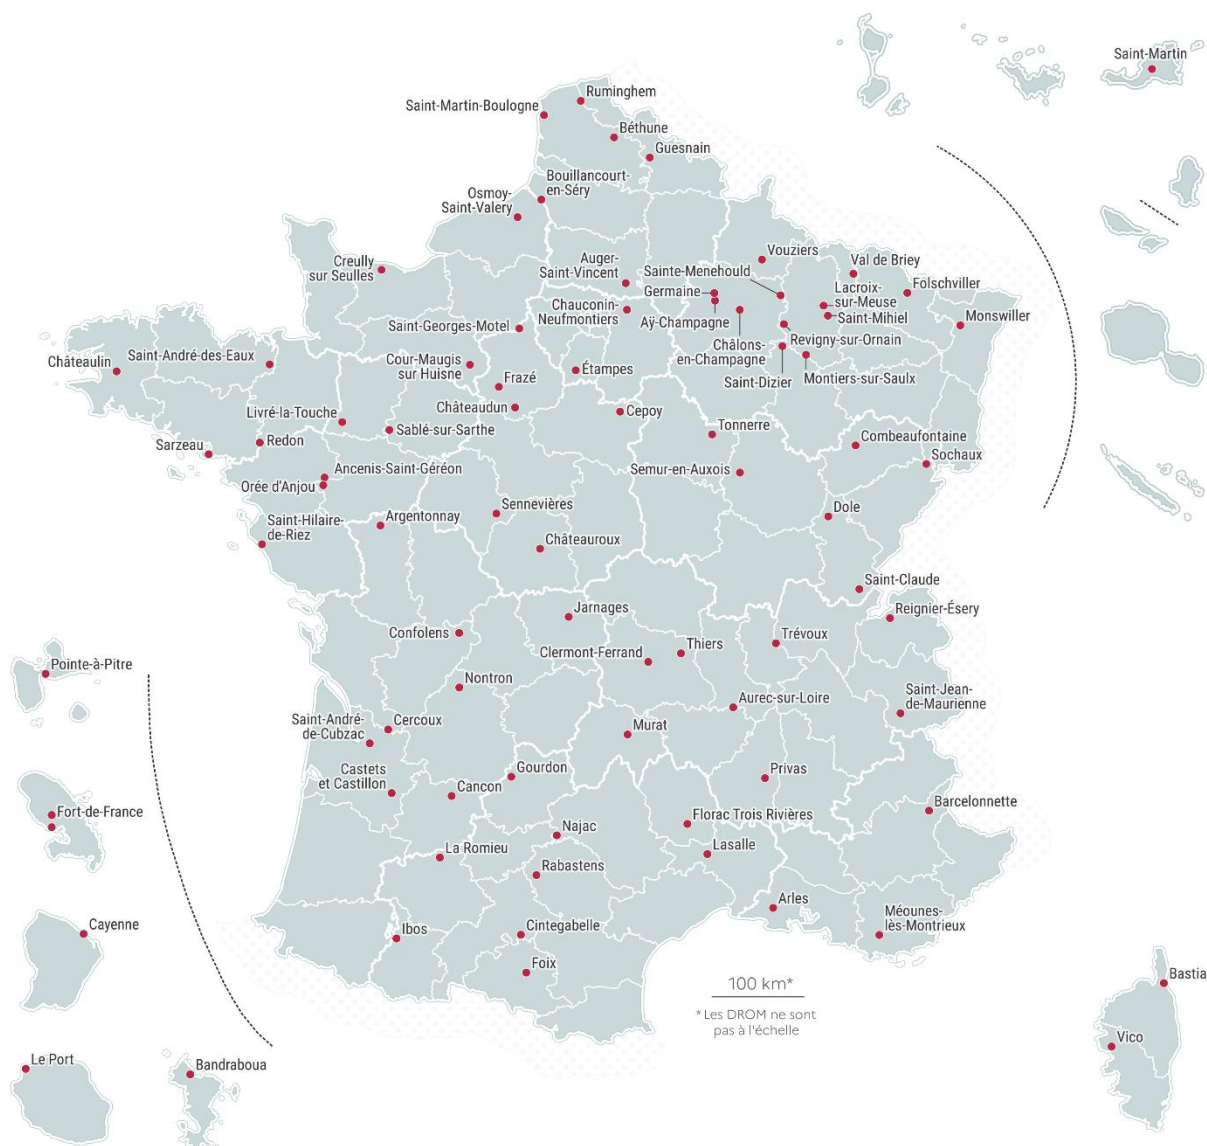 Saint-Martin
Ruminghem
Saint-Martin-Boulogne
Béthune
Guesnain
Bouillancourt-
en-Séry
Osmoy-
Saint-Valery
Creully
sur Seulles
Auger-
Saint-Vincent
Vouziers
Sainte-Menehould
Val de Briey
Germaine
Lacroix-
sur-Meuse
Folschviller
Chauconin-
Neufmontiers
Aÿ-Champagne
Saint-Mihiel
Monswiller
Saint-Georges-Motel
Châlons-
en-Champagne
Revigny-sur-Ornain
Châteaulin
Saint-André-des-Eaux
Cour-Maugis
sur Huisne
Frazé
Étampes
Saint-Dizier
Montiers-sur-Saulx
Livré-la-Touche
Châteaudun
Cepoy
Sablé-sur-Sarthe
Tonnerre
Sarzeau
Redon
Combeaufontaine
Sochaux
Ancenis-Saint-Géréon
Orée d'Anjou
Semur-en-Auxois
Saint-Hilaire-
de-Riez
Argentonnay
Sennevières
Dole
Châteauroux
Saint-Claude
Jarnages
Reignier-Ésery
Confolens
Clermont-Ferrand
Thiers
Trévoux
Pointe-à-Pitre
Nontron
Aurec-sur-Loire
Saint-Jean-
de-Maurienne
Saint-André-
de-Cubzac
Cercoux
Murat
Castets
et Castillon
Cancon
Gourdon
Privas
Barcelonnette
Fort-de-France
Najac
Florac Trois Rivières
La Romieu
Rabastens
Lasalle
Cayenne
Ibos
Cintegabelle
Arles
Méounes-
lès-Montrieux
Foix
100 km*
* Les DROM ne sont
pas à l'échelle
Bastia
Vico
Le Port
Bandraboua